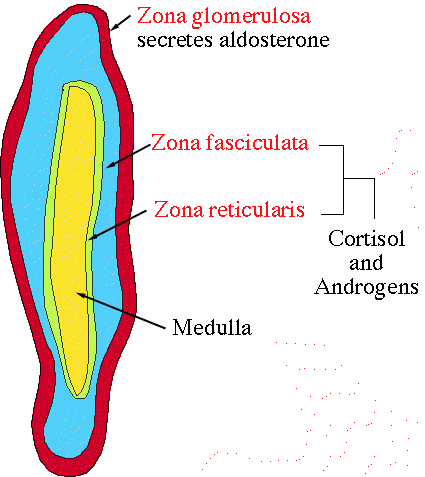 Zona glomerulosa
secretes aldosterone
Zona fasciculata
Zona reticularis
Cortisol
and
Androgens
Medulla